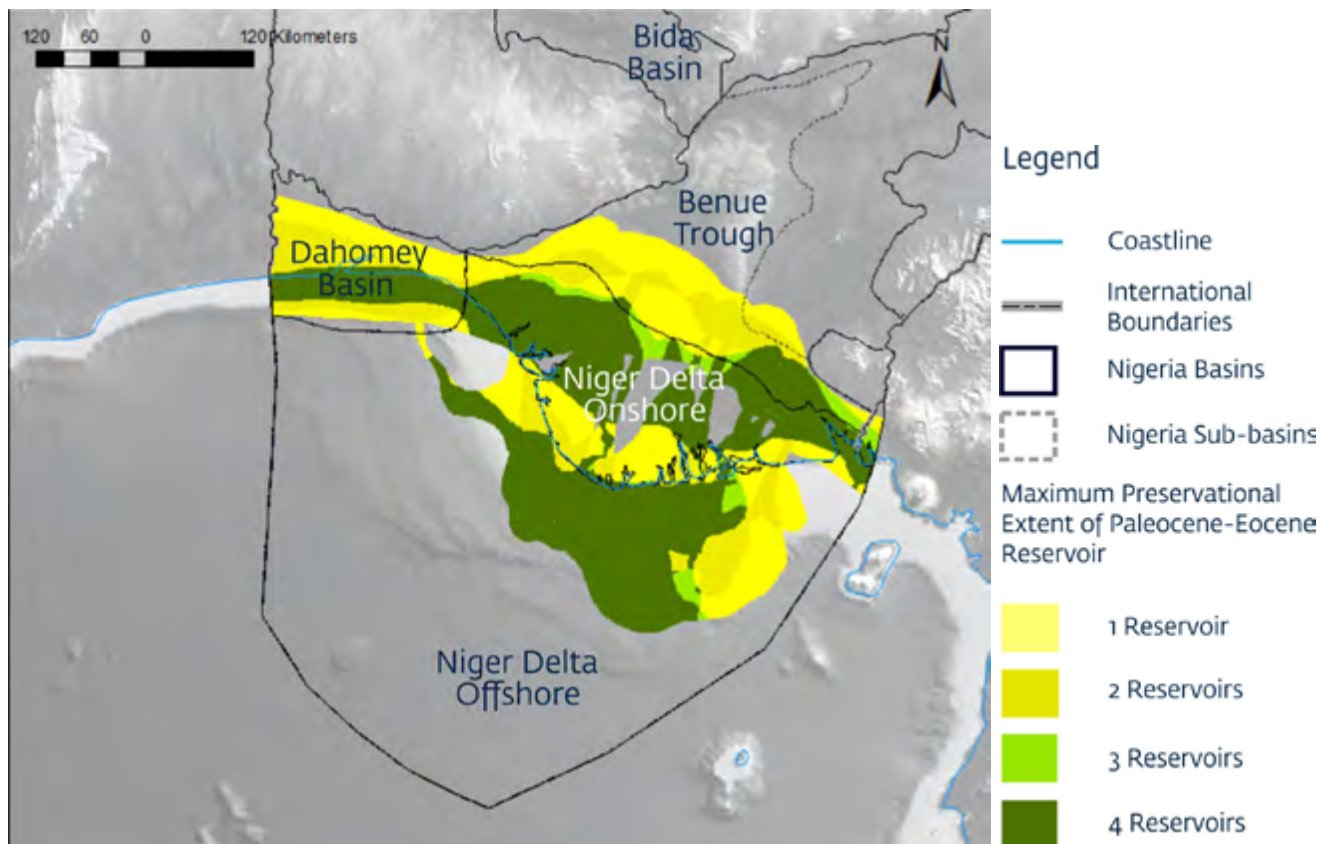 120 60 0 120 Kilometers
Bida
Basin
N
Benue
Trough
Dahomey
Basin
Niger Delta
Onshore
Niger Delta
Offshore
Legend
Coastline
International
Boundaries
Nigeria Basins
Nigeria Sub-basins
Maximum Preservational
Extent of Paleocene-Eocene
Reservoir
1 Reservoir
2 Reservoirs
3 Reservoirs
4 Reservoirs